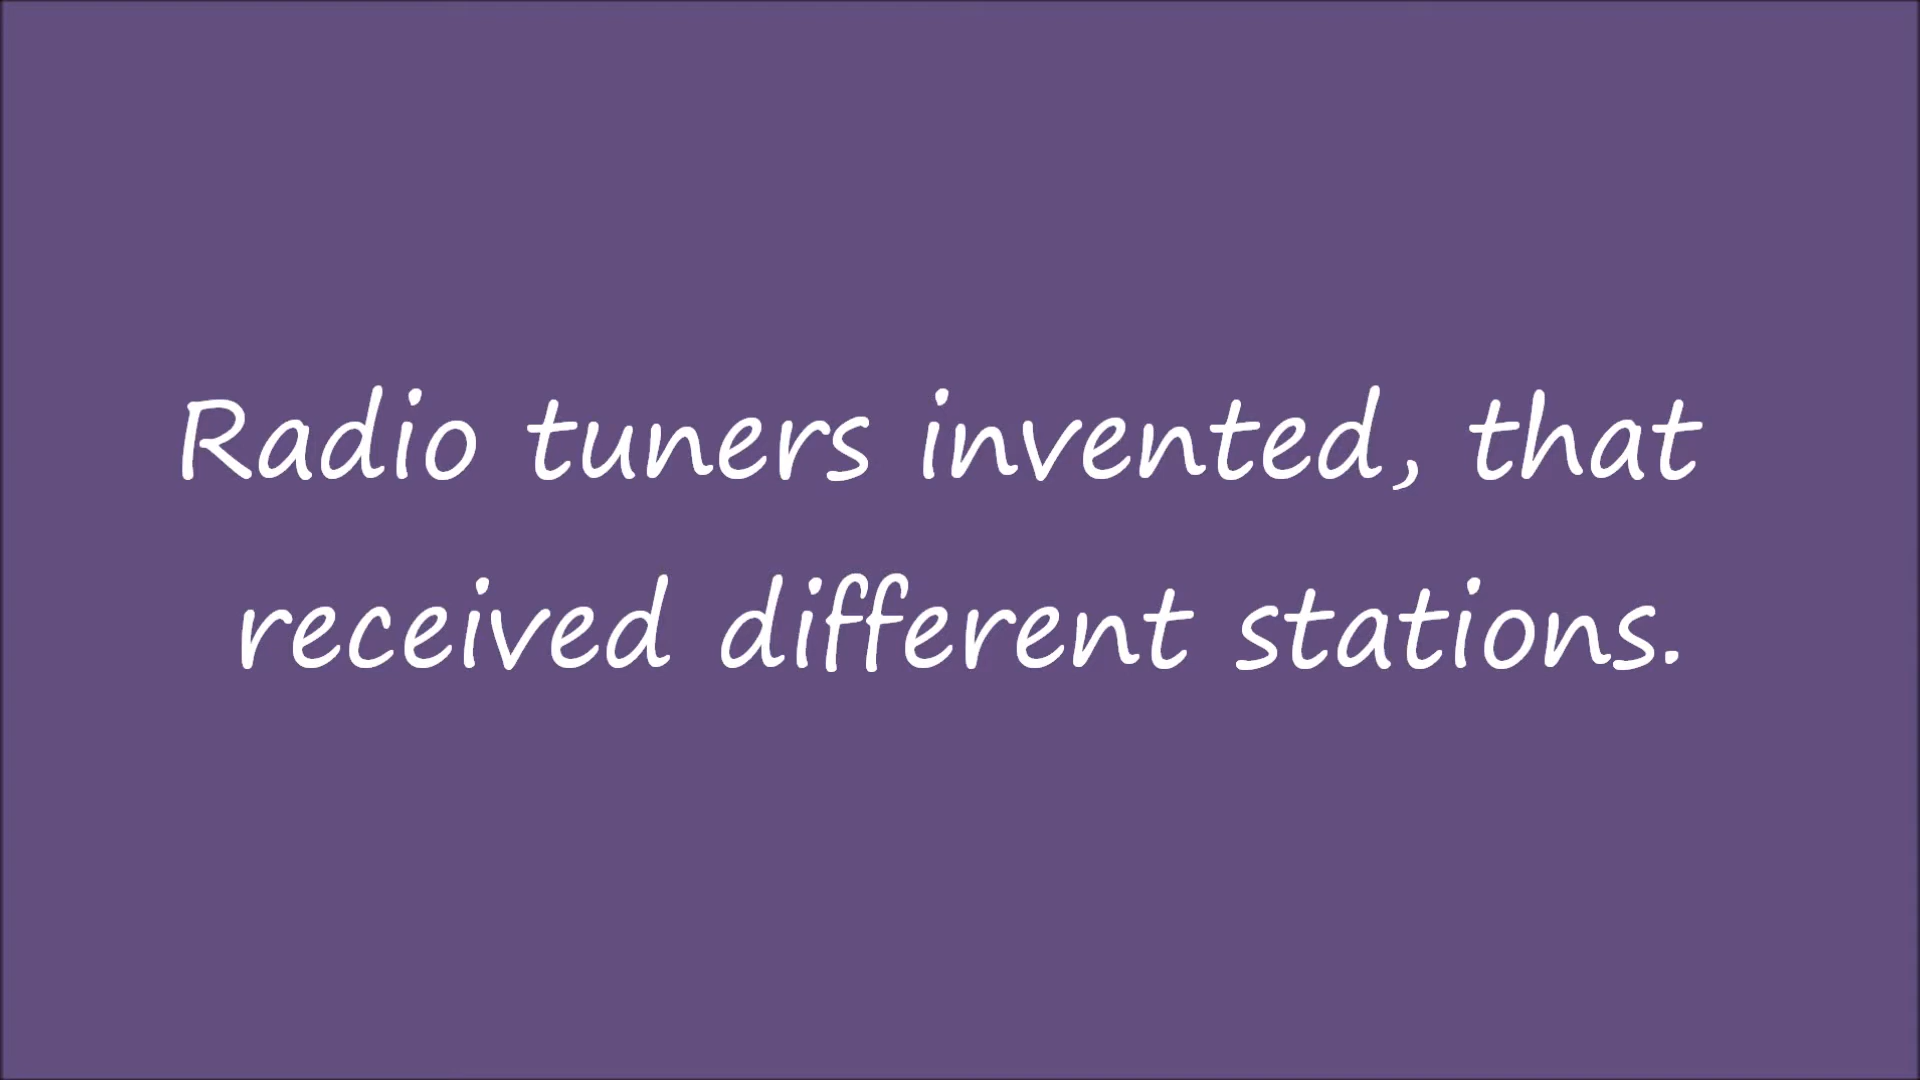 Radio tuners invented, that
received different stations.